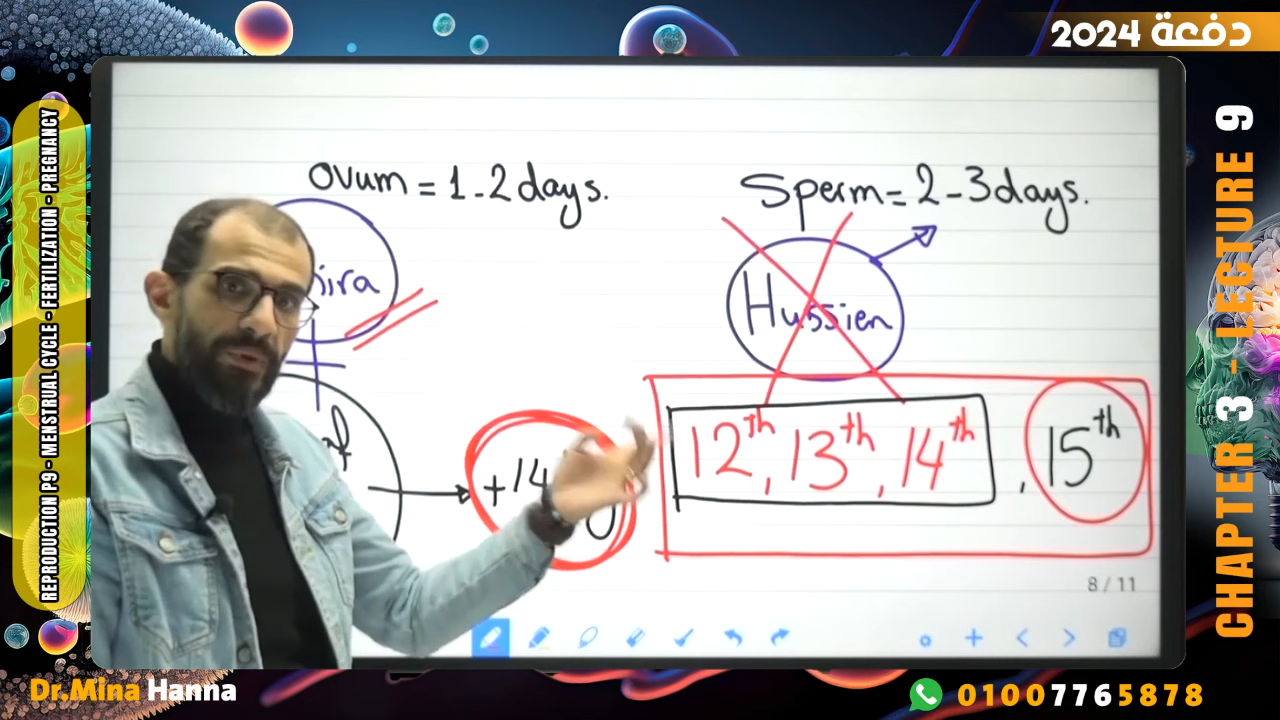 دفعة 2024
REPRODUCTION P9 - MENSTRUAL CYCLE - FERTILIZATION - PREGNANCY
Ovum = 1-2 days.
Sperm = 2-3 days.
Hussien
+14
12th, 13th, 14th, 15th
8 / 11
CHAPTER 3 - LECTURE 9
Dr.Mina Hanna
01007765878